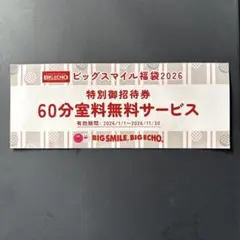 BIG ECHO ビッグスマイル福袋2026
特別御招待券
60分室料無料サービス
有効期間：2026/1/1〜2026/11/30
BIG SMILE. BIG ECHO.